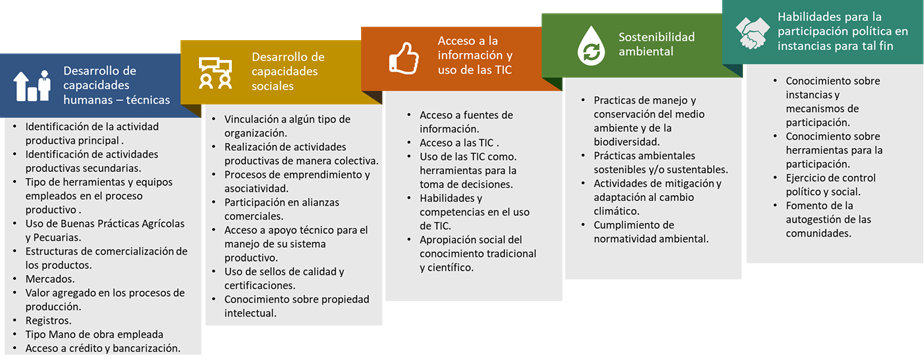 Desarrollo de
capacidades
humanas – técnicas
• Identificación de la actividad
productiva principal .
• Identificación de actividades
productivas secundarias.
• Tipo de herramientas y equipos
empleados en el proceso
productivo .
• Uso de Buenas Prácticas Agrícolas
y Pecuarias.
• Estructuras de comercialización de
los productos.
• Mercados.
• Valor agregado en los procesos de
producción.
• Registros.
• Tipo Mano de obra empleada
• Acceso a crédito y bancarización.
Desarrollo de
capacidades
sociales
• Vinculación a algún tipo de
organización.
• Realización de actividades
productivas de manera colectiva.
• Procesos de emprendimiento y
asociatividad.
• Participación en alianzas
comerciales.
• Acceso a apoyo técnico para el
manejo de su sistema
productivo.
• Uso de sellos de calidad y
certificaciones.
• Conocimiento sobre propiedad
intelectual.
Acceso a la
información y
uso de las TIC
• Acceso a fuentes de
información.
• Acceso a las TIC .
• Uso de las TIC como.
herramientas para la
toma de decisiones.
• Habilidades y
competencias en el uso
de TIC.
• Apropiación social del
conocimiento tradicional
y científico.
Sostenibilidad
ambiental
• Practicas de manejo y
conservación del medio
ambiente y de la
biodiversidad.
• Prácticas ambientales
sostenibles y/o sustentables.
• Actividades de mitigación y
adaptación al cambio
climático.
• Cumplimiento de
normatividad ambiental.
Habilidades para la
participación política en
instancias para tal fin
• Conocimiento sobre
instancias y
mecanismos de
participación.
• Conocimiento sobre
herramientas para la
participación.
• Ejercicio de control
político y social.
• Fomento de la
autogestión de las
comunidades.